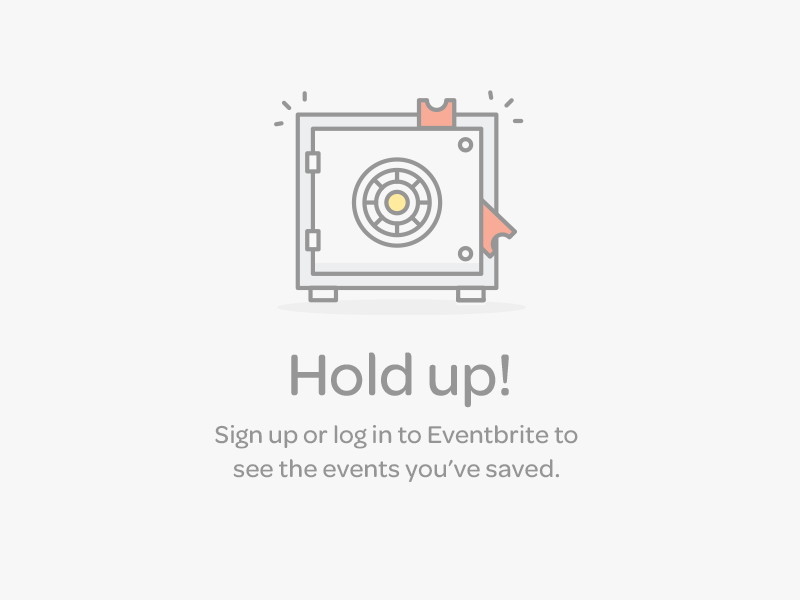 Hold up!
Sign up or log in to Eventbrite to
see the events you’ve saved.